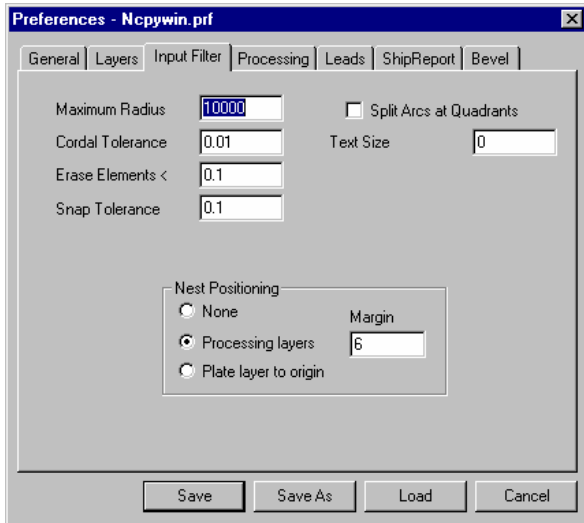 Preferences - Ncpywin.prf
General Layers Input Filter Processing Leads ShipReport Bevel
Maximum Radius 10000 Split Arcs at Quadrants
Cordal Tolerance 0.01 Text Size 0
Erase Elements < 0.1
Snap Tolerance 0.1
Nest Positioning
None Margin
Processing layers 6
Plate layer to origin
Save Save As Load Cancel